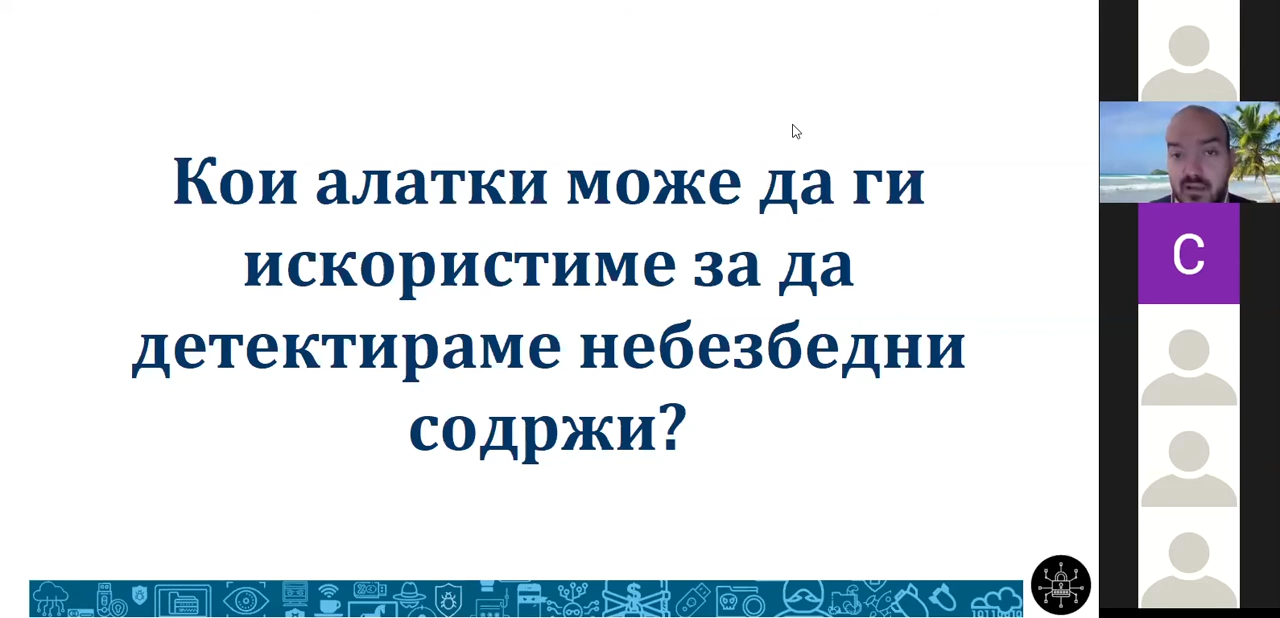 Кои алатки може да ги
искористиме за да
детектираме небезбедни
содржи?
C